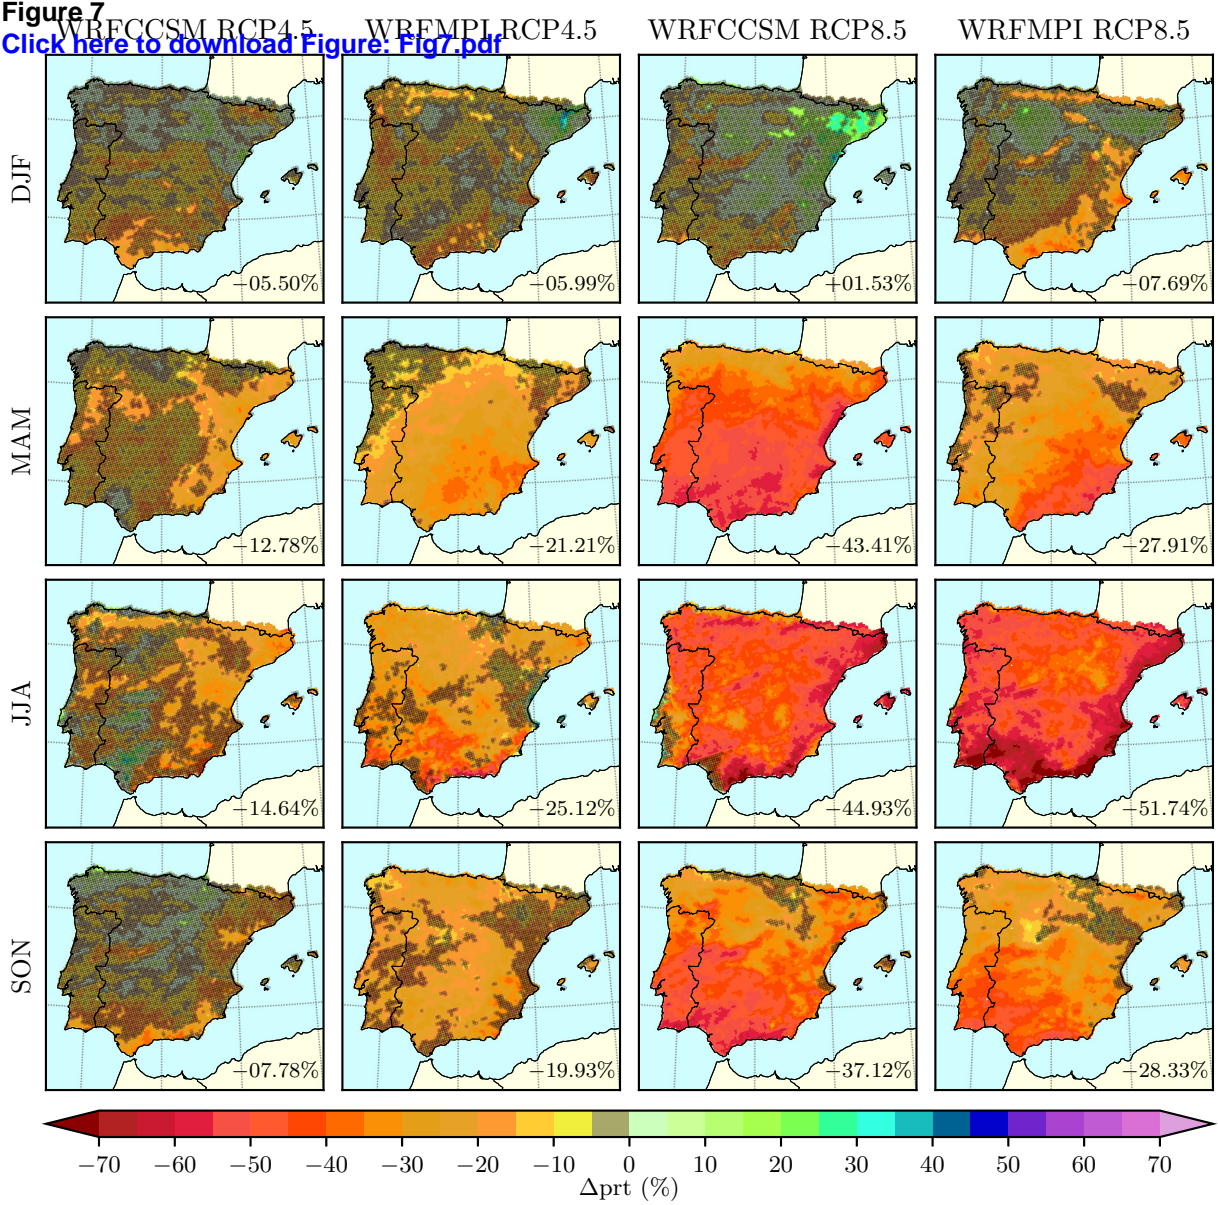 Figure 7
Click here to download Figure: Fig7.pdf
WRFCCSM RCP4.5 WRFMPI RCP4.5 WRFCCSM RCP8.5 WRFMPI RCP8.5
DJF
−05.50% −05.99% +01.53% −07.69%
MAM
−12.78% −21.21% −43.41% −27.91%
JJA
−14.64% −25.12% −44.93% −51.74%
SON
−07.78% −19.93% −37.12% −28.33%
−70 −60 −50 −40 −30 −20 −10 0 10 20 30 40 50 60 70
Δprt (%)